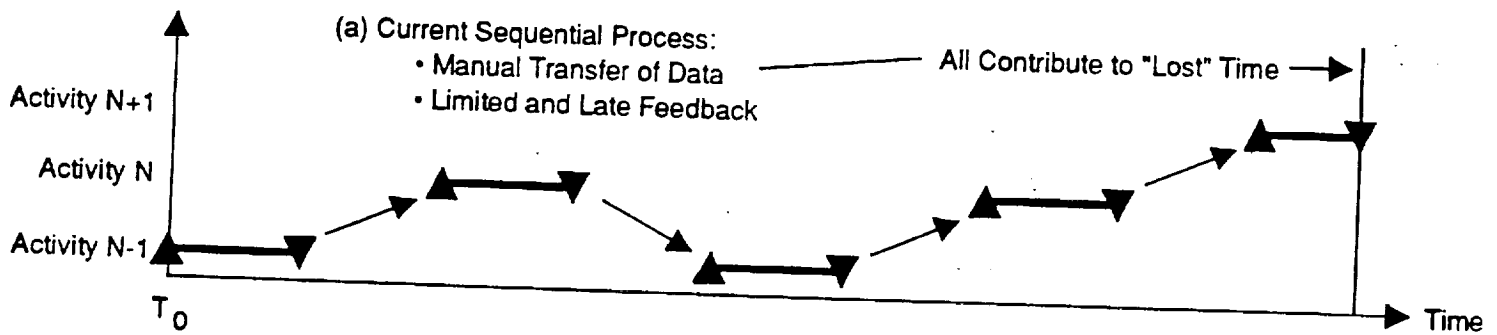 (a) Current Sequential Process:
• Manual Transfer of Data
All Contribute to "Lost" Time
• Limited and Late Feedback
Activity N+1
Activity N
Activity N-1
T0
Time